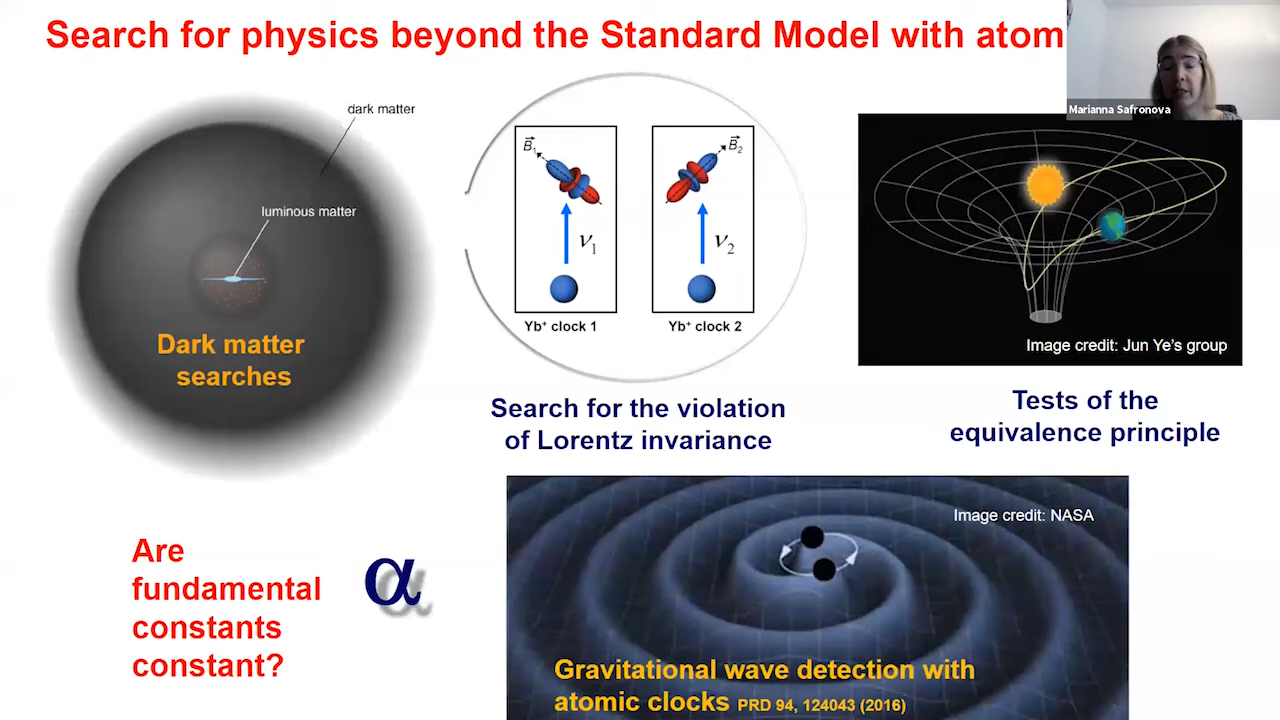 Search for physics beyond the Standard Model with atom
Marianna Safronova
dark matter
luminous matter
Dark matter
searches
B⃗₁
B⃗₂
ν₁
ν₂
Yb⁺ clock 1
Yb⁺ clock 2
Search for the violation
of Lorentz invariance
Image credit: Jun Ye's group
Tests of the
equivalence principle
Are
fundamental
constants
constant?
α
Image credit: NASA
Gravitational wave detection with
atomic clocks PRD 94, 124043 (2016)